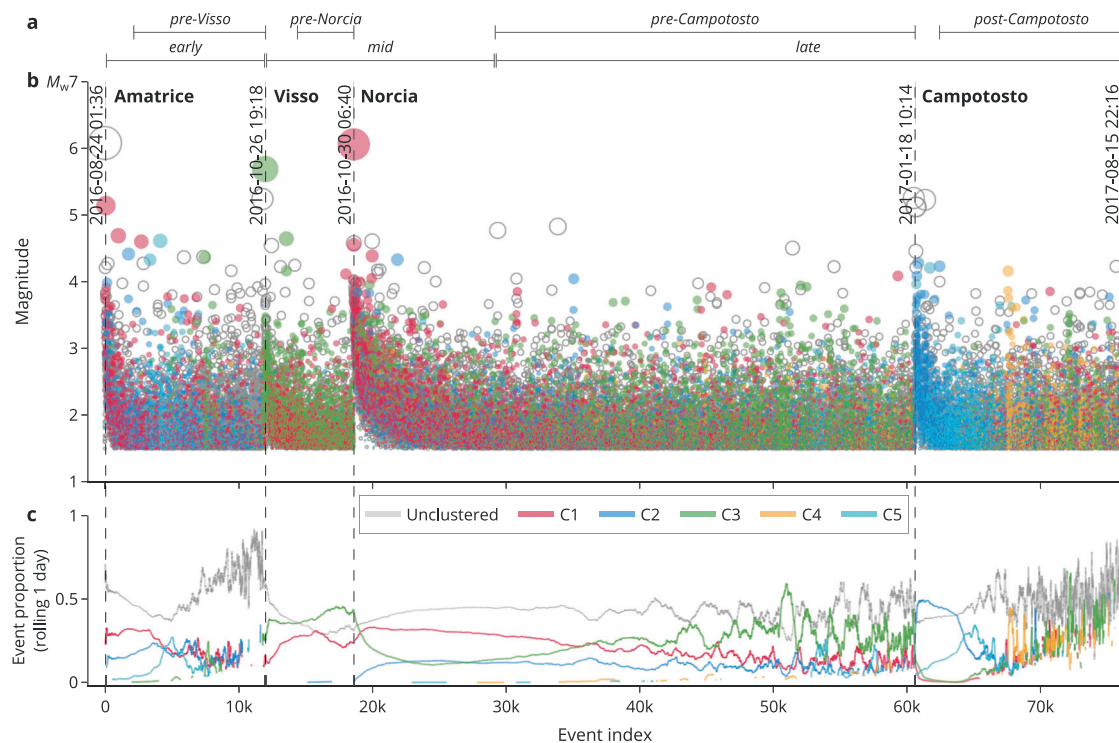 a
pre-Visso
pre-Norcia
pre-Campotosto
post-Campotosto
early
mid
late
b
Mw7
6
5
4
3
2
1
Magnitude
Amatrice
Visso
Norcia
Campotosto
2016-08-24 01:36
2016-10-26 19:18
2016-10-30 06:40
2017-01-18 10:14
2017-08-15 22:16
c
Unclustered
C1
C2
C3
C4
C5
1
0.5
0
Event proportion
(rolling 1 day)
0
10k
20k
30k
40k
50k
60k
70k
Event index